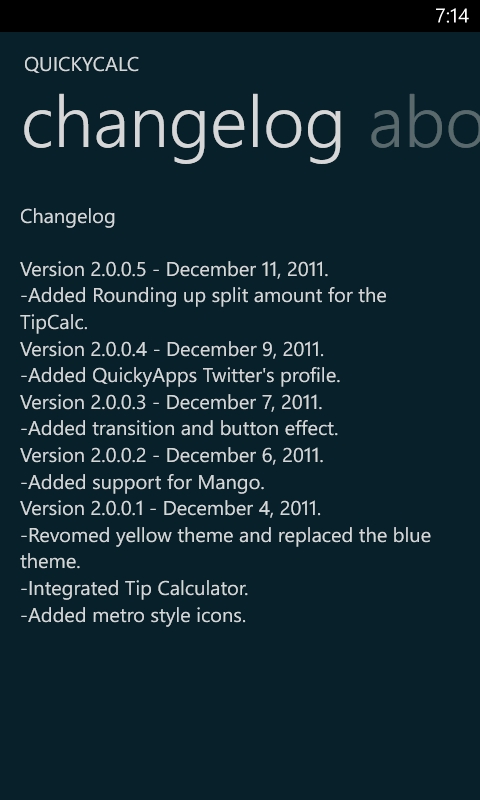 7:14
QUICKYCALC
changelog abo
Changelog
Version 2.0.0.5 - December 11, 2011.
-Added Rounding up split amount for the
TipCalc.
Version 2.0.0.4 - December 9, 2011.
-Added QuickyApps Twitter's profile.
Version 2.0.0.3 - December 7, 2011.
-Added transition and button effect.
Version 2.0.0.2 - December 6, 2011.
-Added support for Mango.
Version 2.0.0.1 - December 4, 2011.
-Revomed yellow theme and replaced the blue
theme.
-Integrated Tip Calculator.
-Added metro style icons.